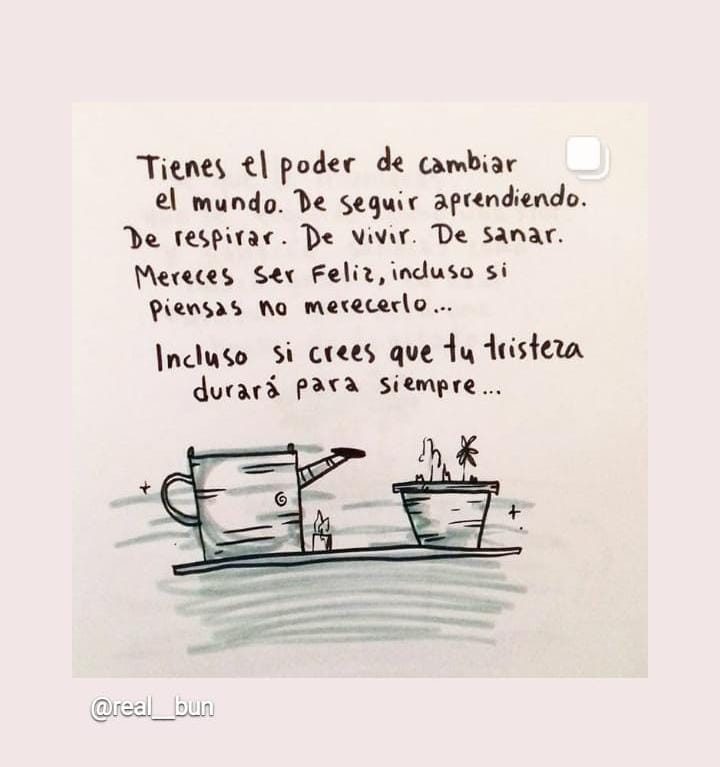 Tienes el poder de cambiar
el mundo. De seguir aprendiendo.
De respirar. De vivir. De sanar.
Mereces ser Feliz, incluso si
piensas no merecerlo...
Incluso si crees que tu tristeza
durará para siempre...
@real__bun